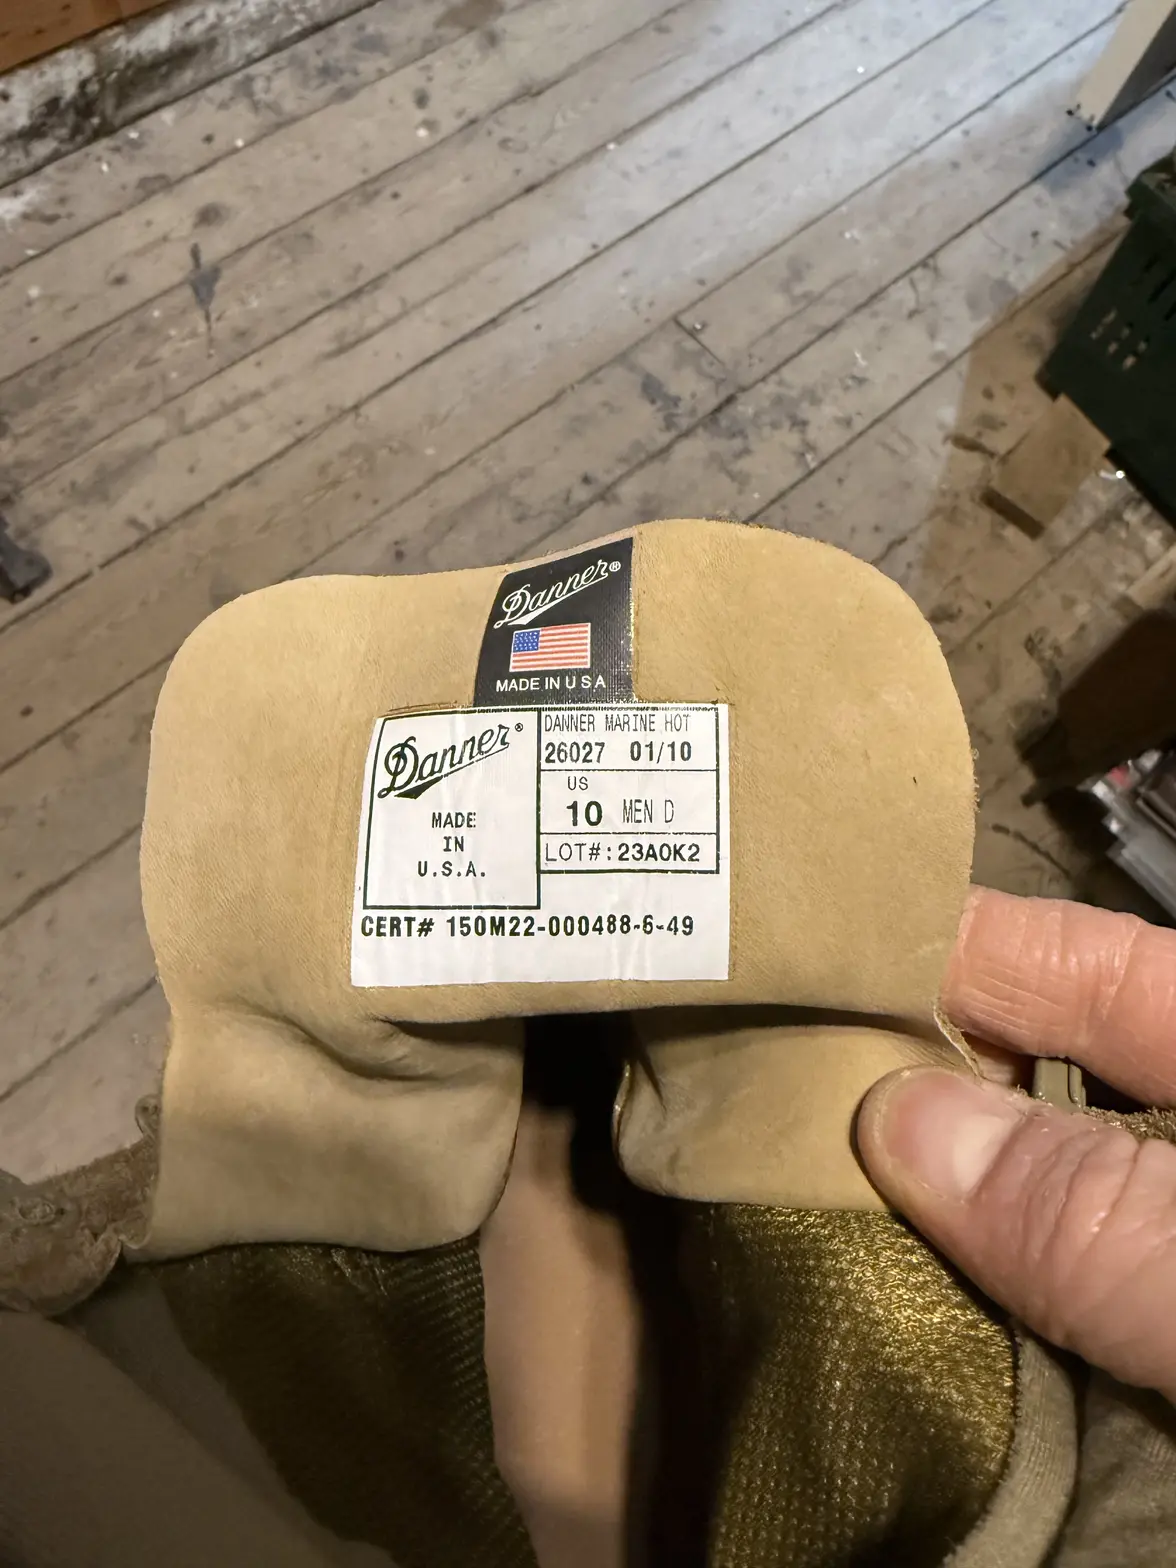 Danner®
MADE IN U S A
Danner®
MADE
IN
U.S.A.
DANNER MARINE HOT
26027 01/10
US
10 MEN D
LOT#: 23A0K2
CERT# 150M22-000488-6-49